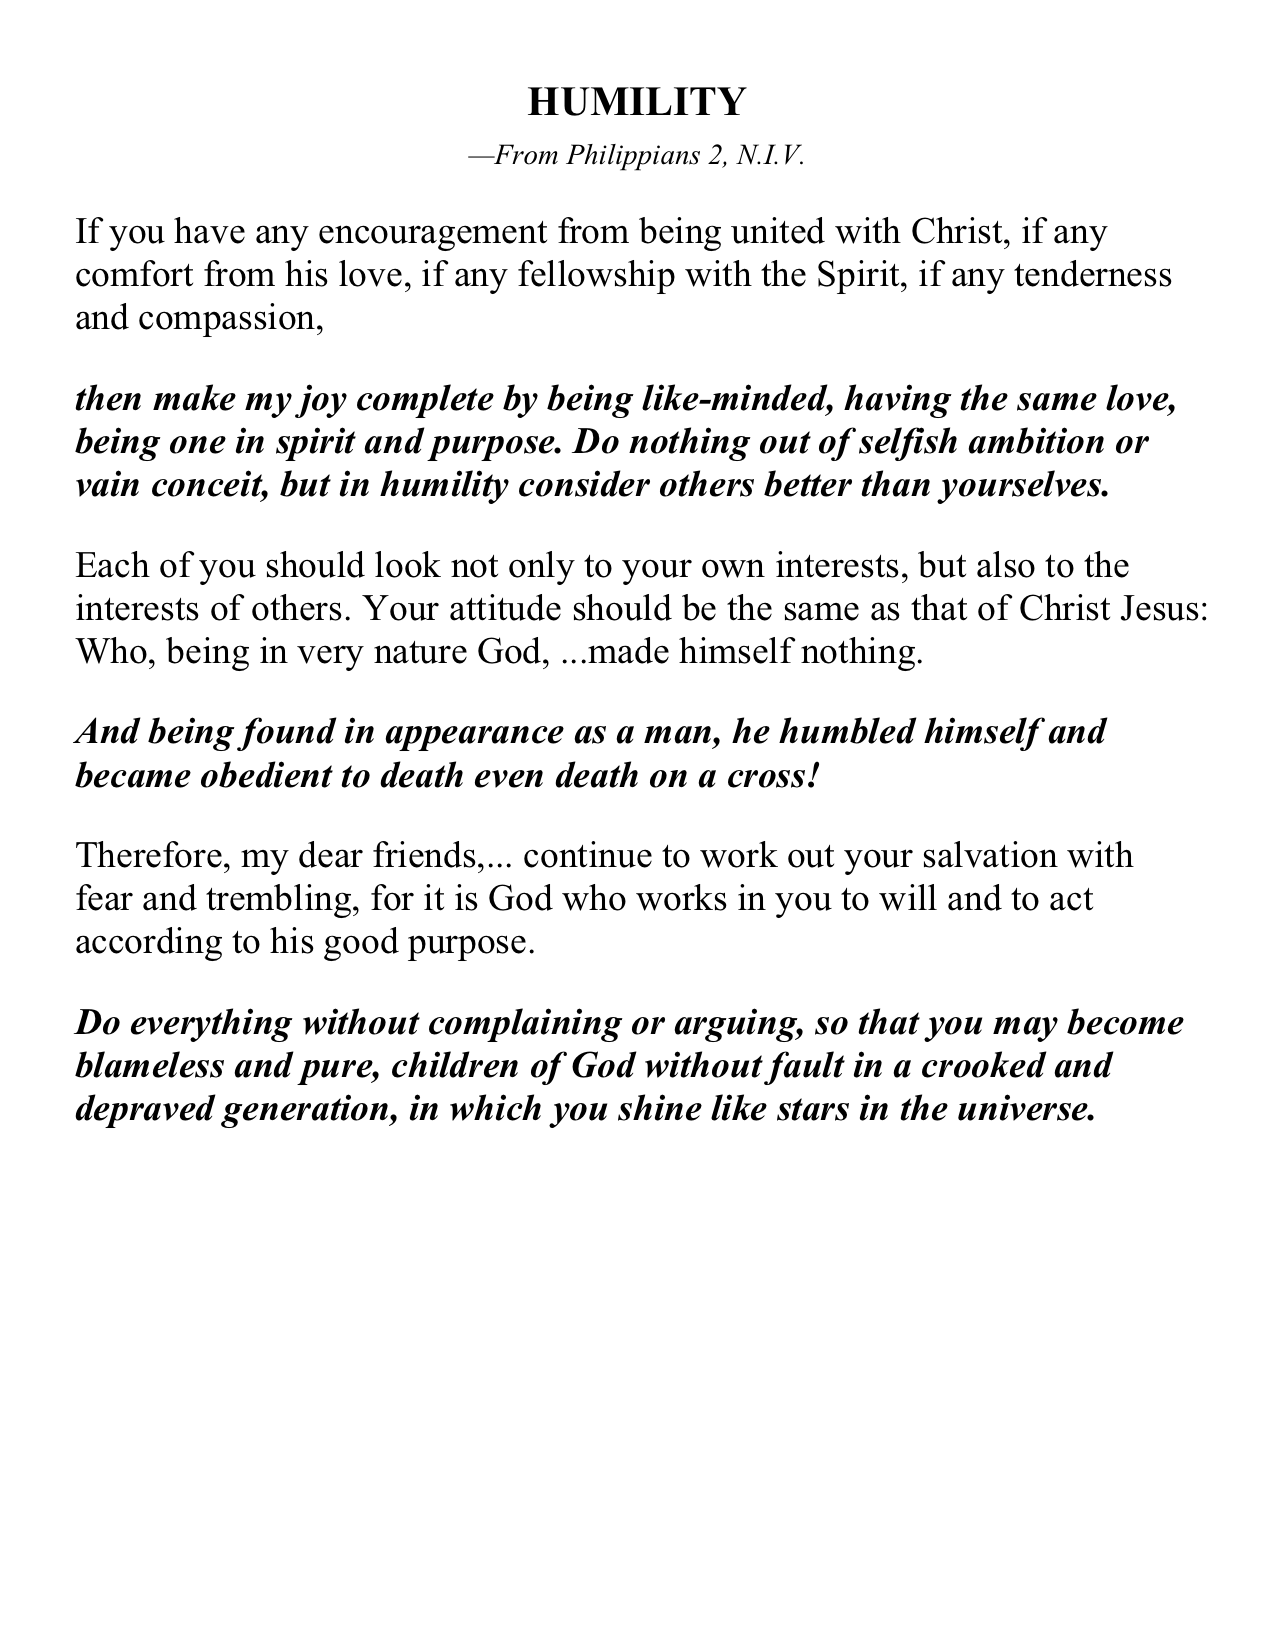 HUMILITY
—From Philippians 2, N.I.V.
If you have any encouragement from being united with Christ, if any
comfort from his love, if any fellowship with the Spirit, if any tenderness
and compassion,
then make my joy complete by being like-minded, having the same love,
being one in spirit and purpose. Do nothing out of selfish ambition or
vain conceit, but in humility consider others better than yourselves.
Each of you should look not only to your own interests, but also to the
interests of others. Your attitude should be the same as that of Christ Jesus:
Who, being in very nature God, ...made himself nothing.
And being found in appearance as a man, he humbled himself and
became obedient to death even death on a cross!
Therefore, my dear friends,... continue to work out your salvation with
fear and trembling, for it is God who works in you to will and to act
according to his good purpose.
Do everything without complaining or arguing, so that you may become
blameless and pure, children of God without fault in a crooked and
depraved generation, in which you shine like stars in the universe.